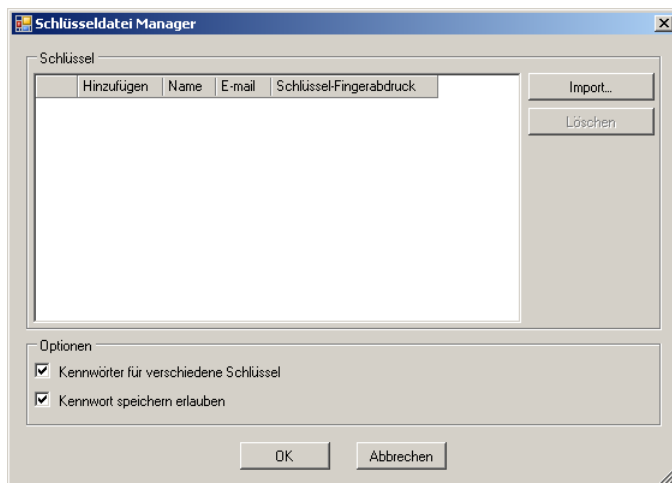 Schlüsseldatei Manager
Schlüssel
Hinzufügen Name E-mail Schlüssel-Fingerabdruck
Import...
Löschen
Optionen
Kennwörter für verschiedene Schlüssel
Kennwort speichern erlauben
OK Abbrechen